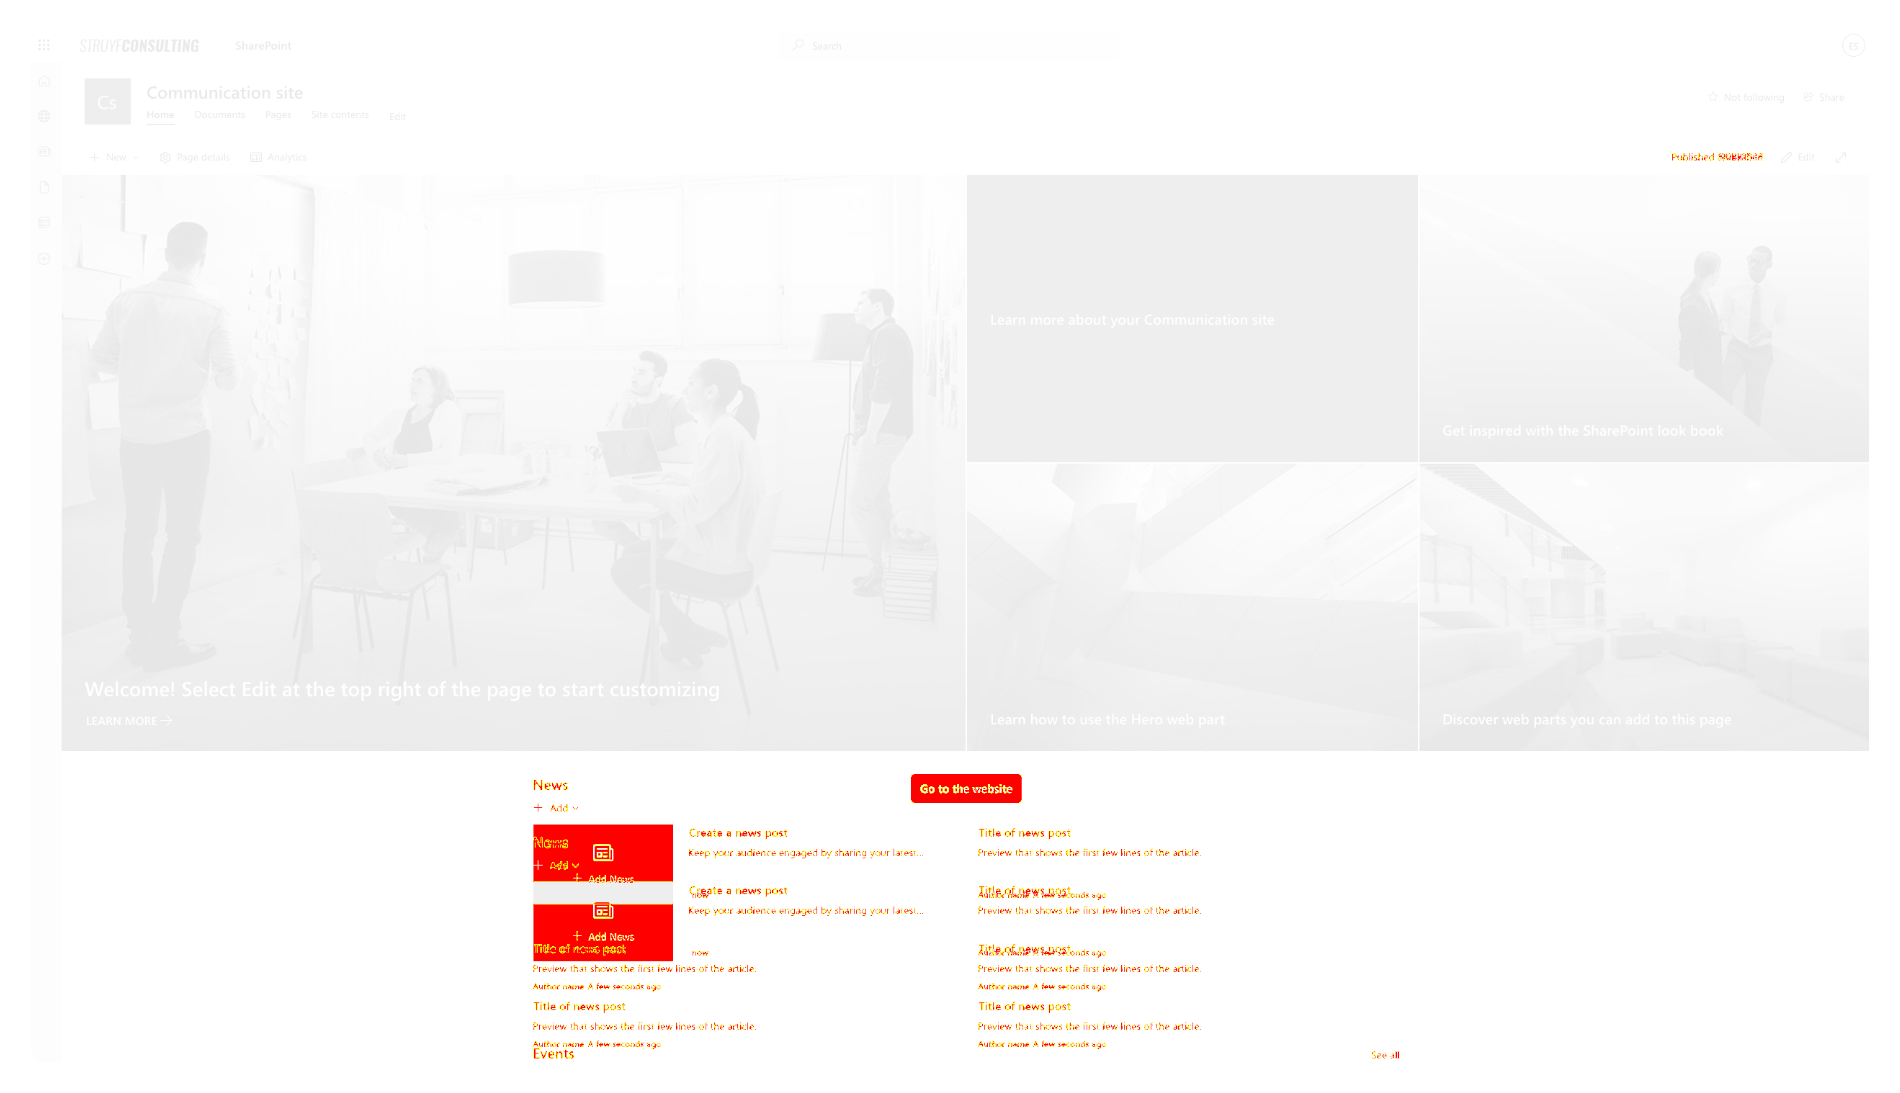 STRUYFCONSULTING SharePoint Search ES
Cs Communication site
Home Documents Pages Site contents Edit
Not following Share
New Page details Analytics
Published Edit
Learn more about your Communication site
Get inspired with the SharePoint look book
Welcome! Select Edit at the top right of the page to start customizing
LEARN MORE
Learn how to use the Hero web part
Discover web parts you can add to this page
News
Go to the website
Add
Create a news post Title of news post
Keep your audience engaged by sharing your latest... Preview that shows the first few lines of the article.
News
Add
Add News
Create a news post Title of news post
now Author name A few seconds ago
Keep your audience engaged by sharing your latest... Preview that shows the first few lines of the article.
Add News
Title of news post Title of news post
now Author name A few seconds ago
Preview that shows the first few lines of the article. Preview that shows the first few lines of the article.
Author name A few seconds ago Author name A few seconds ago
Title of news post Title of news post
Preview that shows the first few lines of the article. Preview that shows the first few lines of the article.
Author name A few seconds ago Author name A few seconds ago
Events See all